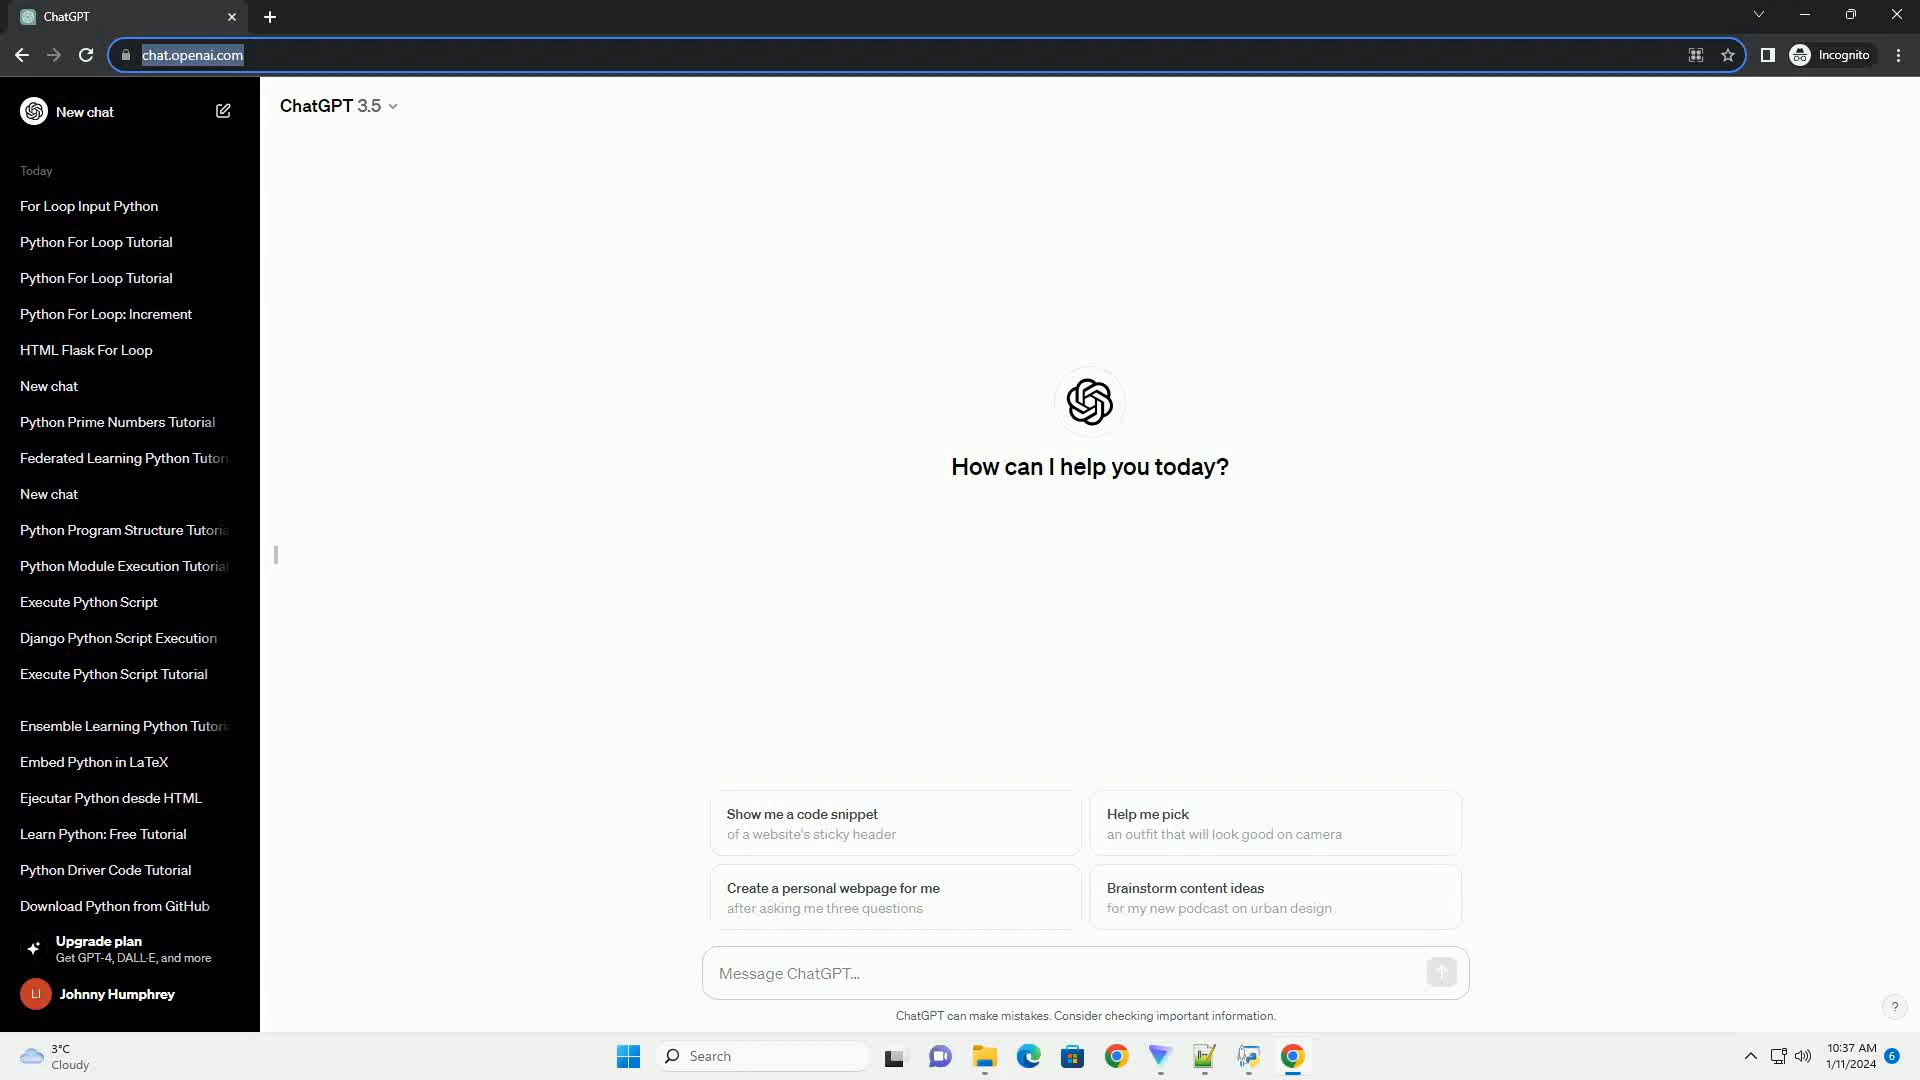 ChatGPT
chat.openai.com
Incognito
New chat
ChatGPT 3.5
Today
For Loop Input Python
Python For Loop Tutorial
Python For Loop Tutorial
Python For Loop: Increment
HTML Flask For Loop
New chat
Python Prime Numbers Tutorial
Federated Learning Python Tutori
New chat
Python Program Structure Tutoria
Python Module Execution Tutorial
Execute Python Script
Django Python Script Execution
Execute Python Script Tutorial
Ensemble Learning Python Tutori
Embed Python in LaTeX
Ejecutar Python desde HTML
Learn Python: Free Tutorial
Python Driver Code Tutorial
Download Python from GitHub
Upgrade plan
Get GPT-4, DALL·E, and more
LI
Johnny Humphrey
How can I help you today?
Show me a code snippet
of a website's sticky header
Help me pick
an outfit that will look good on camera
Create a personal webpage for me
after asking me three questions
Brainstorm content ideas
for my new podcast on urban design
Message ChatGPT...
ChatGPT can make mistakes. Consider checking important information.
?
3°C
Cloudy
Search
10:37 AM
1/11/2024
6